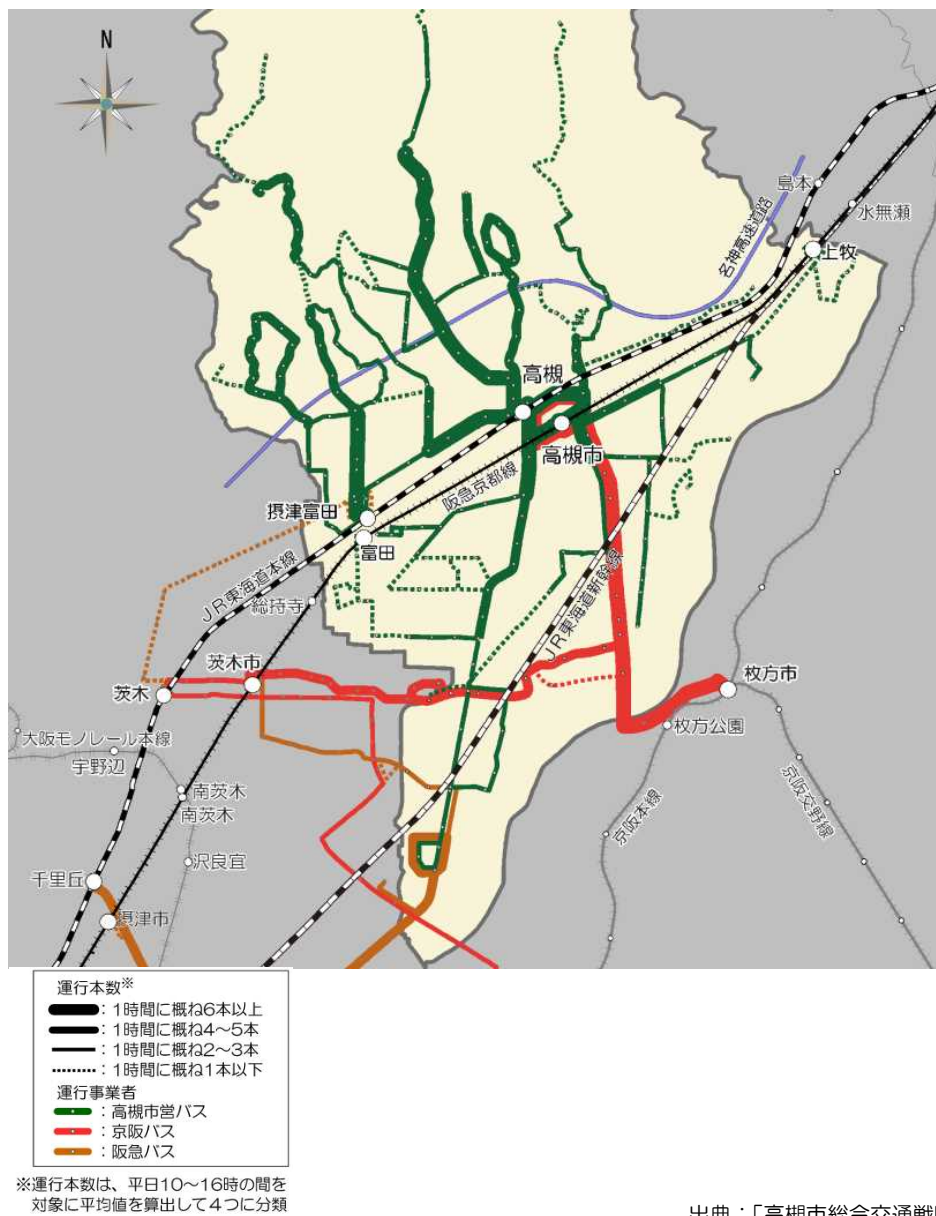 N
島本
水無瀬
名神高速道路
上牧
高槻
高槻市
阪急京都線
摂津富田
富田
JR東海道本線
総持寺
JR東海道新幹線
茨木市
茨木
枚方市
枚方公園
大阪モノレール本線
宇野辺
南茨木
南茨木
京阪本線
京阪交野線
沢良宜
千里丘
摂津市
運行本数※
：1時間に概ね6本以上
：1時間に概ね4～5本
：1時間に概ね2～3本
：1時間に概ね1本以下
運行事業者
：高槻市営バス
：京阪バス
：阪急バス
※運行本数は、平日10～16時の間を
対象に平均値を算出して4つに分類
出典：「高槻市総合交通戦